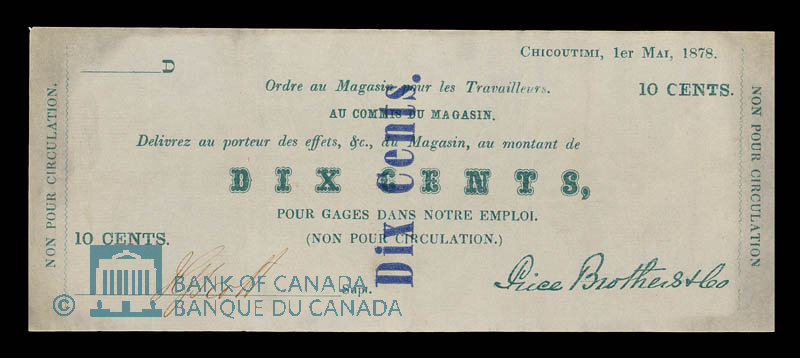 CHICOUTIMI, 1er MAI, 1878.
D
Ordre au Magasin pour les Travailleurs.
10 CENTS.
AU COMMIS DU MAGASIN.
Delivrez au porteur des effets, &c., du Magasin, au montant de
DIX CENTS,
POUR GAGES DANS NOTRE EMPLOI.
10 CENTS.
(NON POUR CIRCULATION.)
Supt.
Price Brothers & Co
Dix Cents.
NON POUR CIRCULATION.
NON POUR CIRCULATION
© BANK OF CANADA
BANQUE DU CANADA